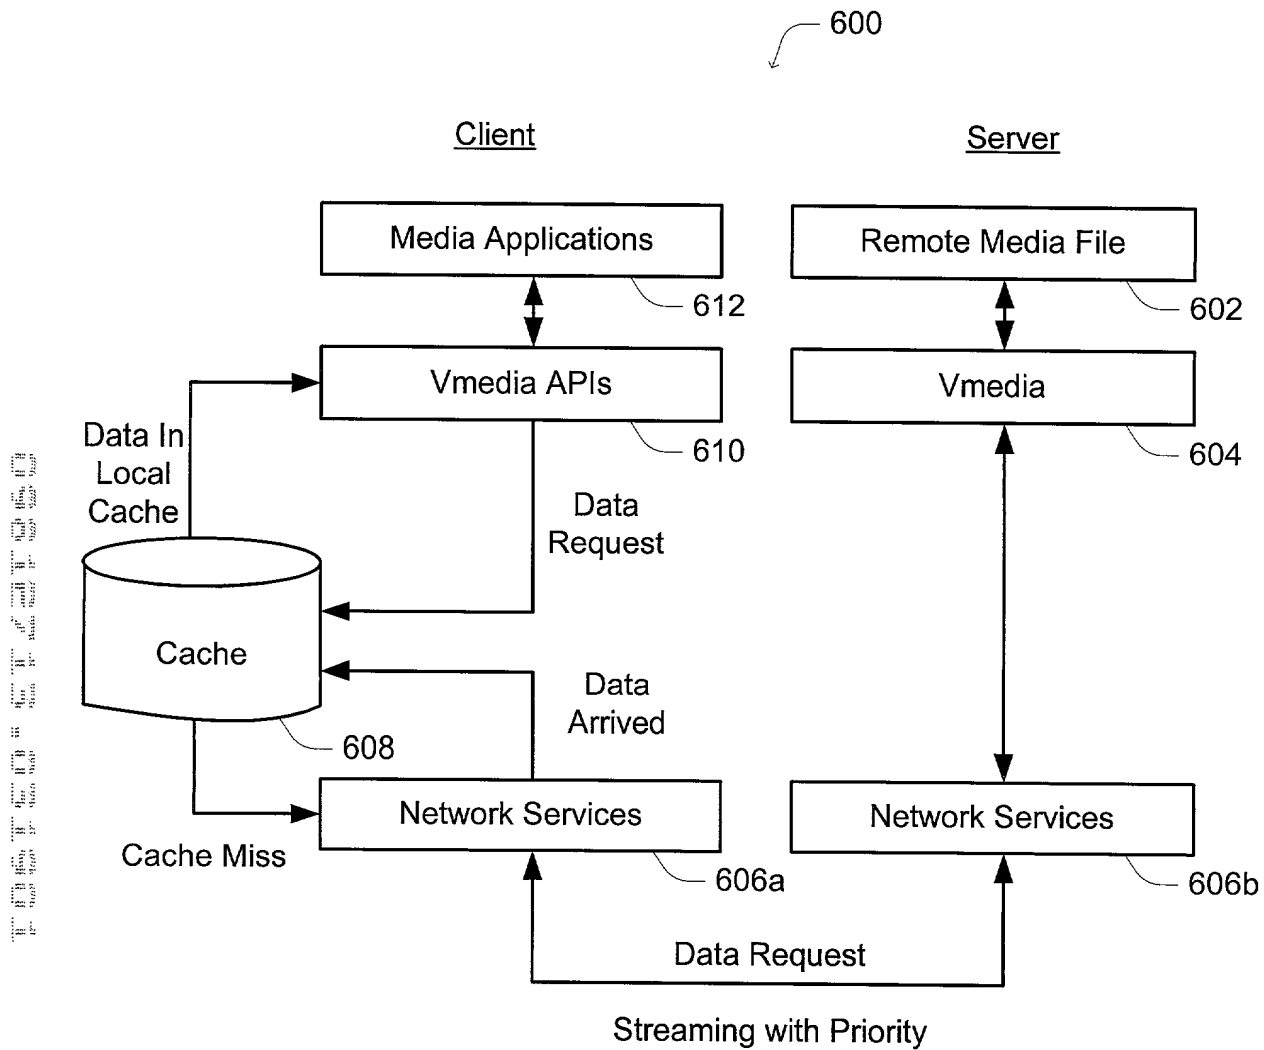 600
Client
Server
Media Applications
Remote Media File
612
602
Vmedia APIs
Vmedia
610
604
Data In
Local
Cache
Data
Request
Cache
Data
Arrived
608
Network Services
Network Services
Cache Miss
606a
606b
Data Request
Streaming with Priority